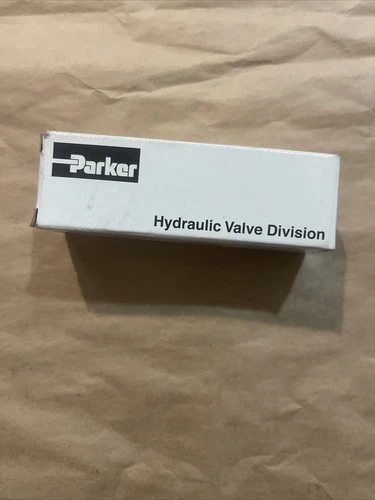 Parker
Hydraulic Valve Division